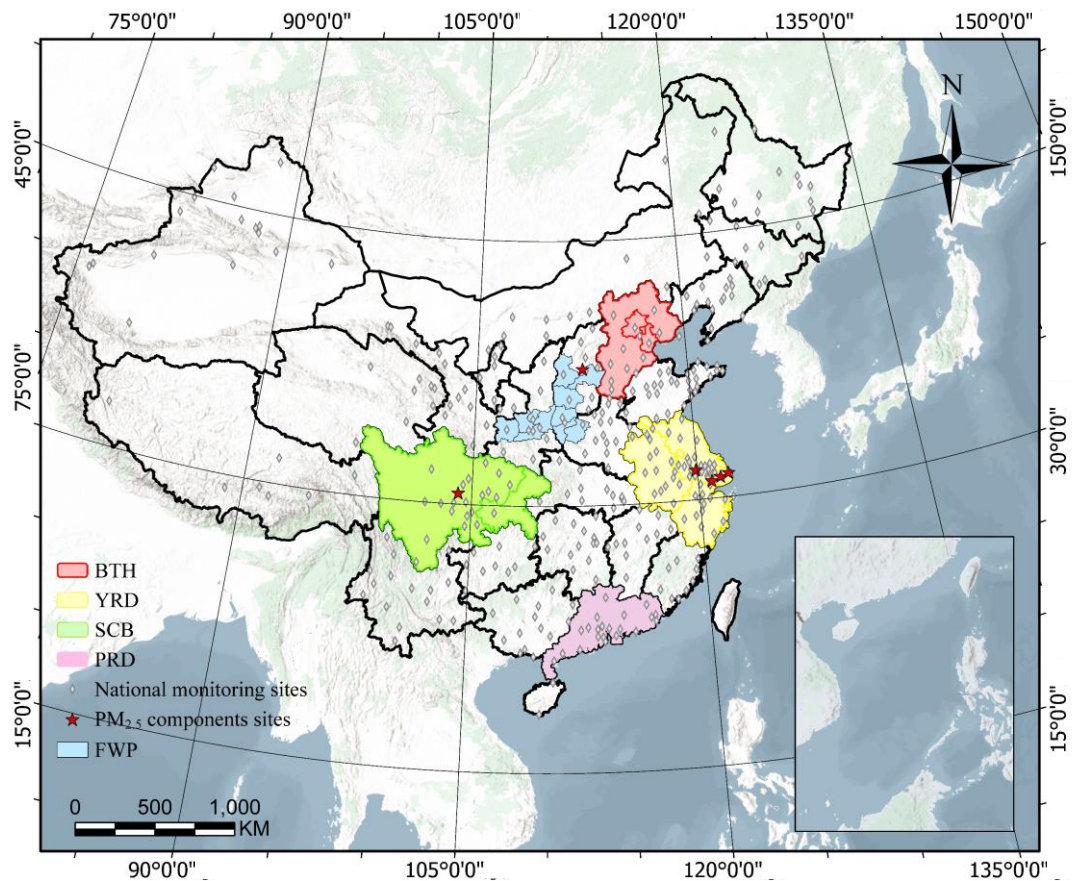 75°0'0" 90°0'0" 105°0'0" 120°0'0" 135°0'0" 150°0'0"
N
45°0'0"
150°0'0"
75°0'0"
30°0'0"
BTH
YRD
SCB
PRD
National monitoring sites
PM2.5 components sites
FWP
15°0'0"
15°0'0"
0 500 1,000
KM
90°0'0" 105°0'0" 120°0'0" 135°0'0"